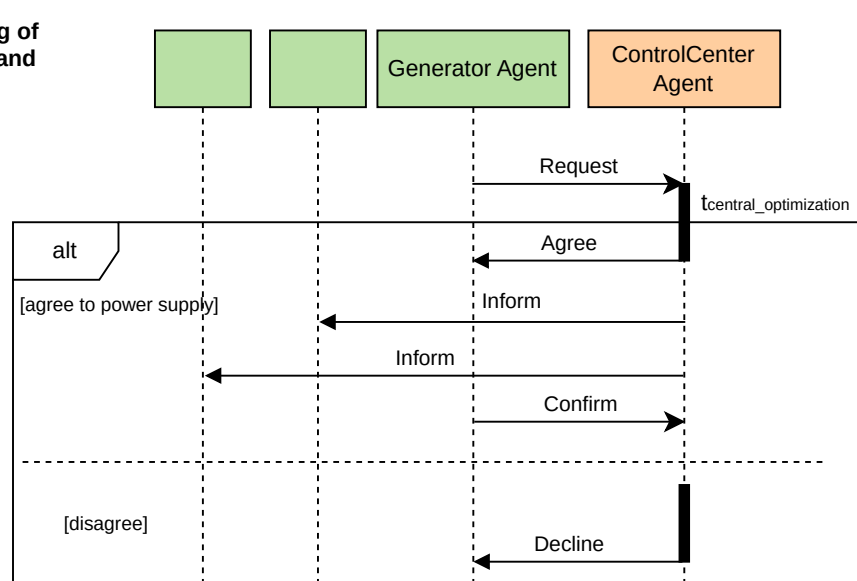 g of
and
Generator Agent
ControlCenter
Agent
Request
tcentral_optimization
alt
Agree
[agree to power supply]
Inform
Inform
Confirm
[disagree]
Decline